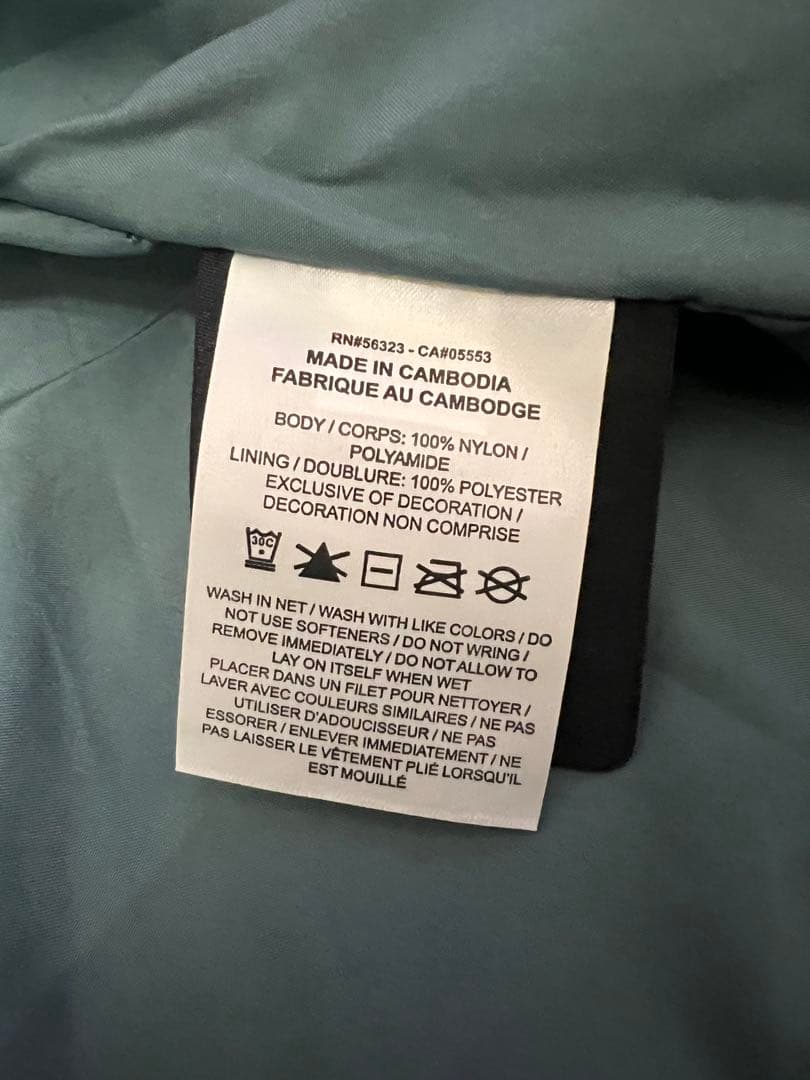 RN#56323 - CA#05553
MADE IN CAMBODIA
FABRIQUE AU CAMBODGE
BODY / CORPS: 100% NYLON /
POLYAMIDE
LINING / DOUBLURE: 100% POLYESTER
EXCLUSIVE OF DECORATION /
DECORATION NON COMPRISE
30C
WASH IN NET / WASH WITH LIKE COLORS / DO
NOT USE SOFTENERS / DO NOT WRING /
REMOVE IMMEDIATELY / DO NOT ALLOW TO
LAY ON ITSELF WHEN WET
PLACER DANS UN FILET POUR NETTOYER /
LAVER AVEC COULEURS SIMILAIRES / NE PAS
UTILISER D'ADOUCISSEUR / NE PAS
ESSORER / ENLEVER IMMEDIATEMENT / NE
PAS LAISSER LE VÊTEMENT PLIÉ LORSQU'IL
EST MOUILLÉ